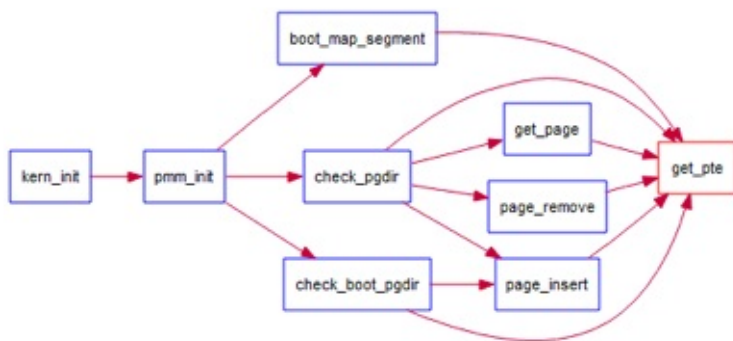 boot_map_segment
get_page
kern_init
pmm_init
check_pgdir
get_pte
page_remove
check_boot_pgdir
page_insert